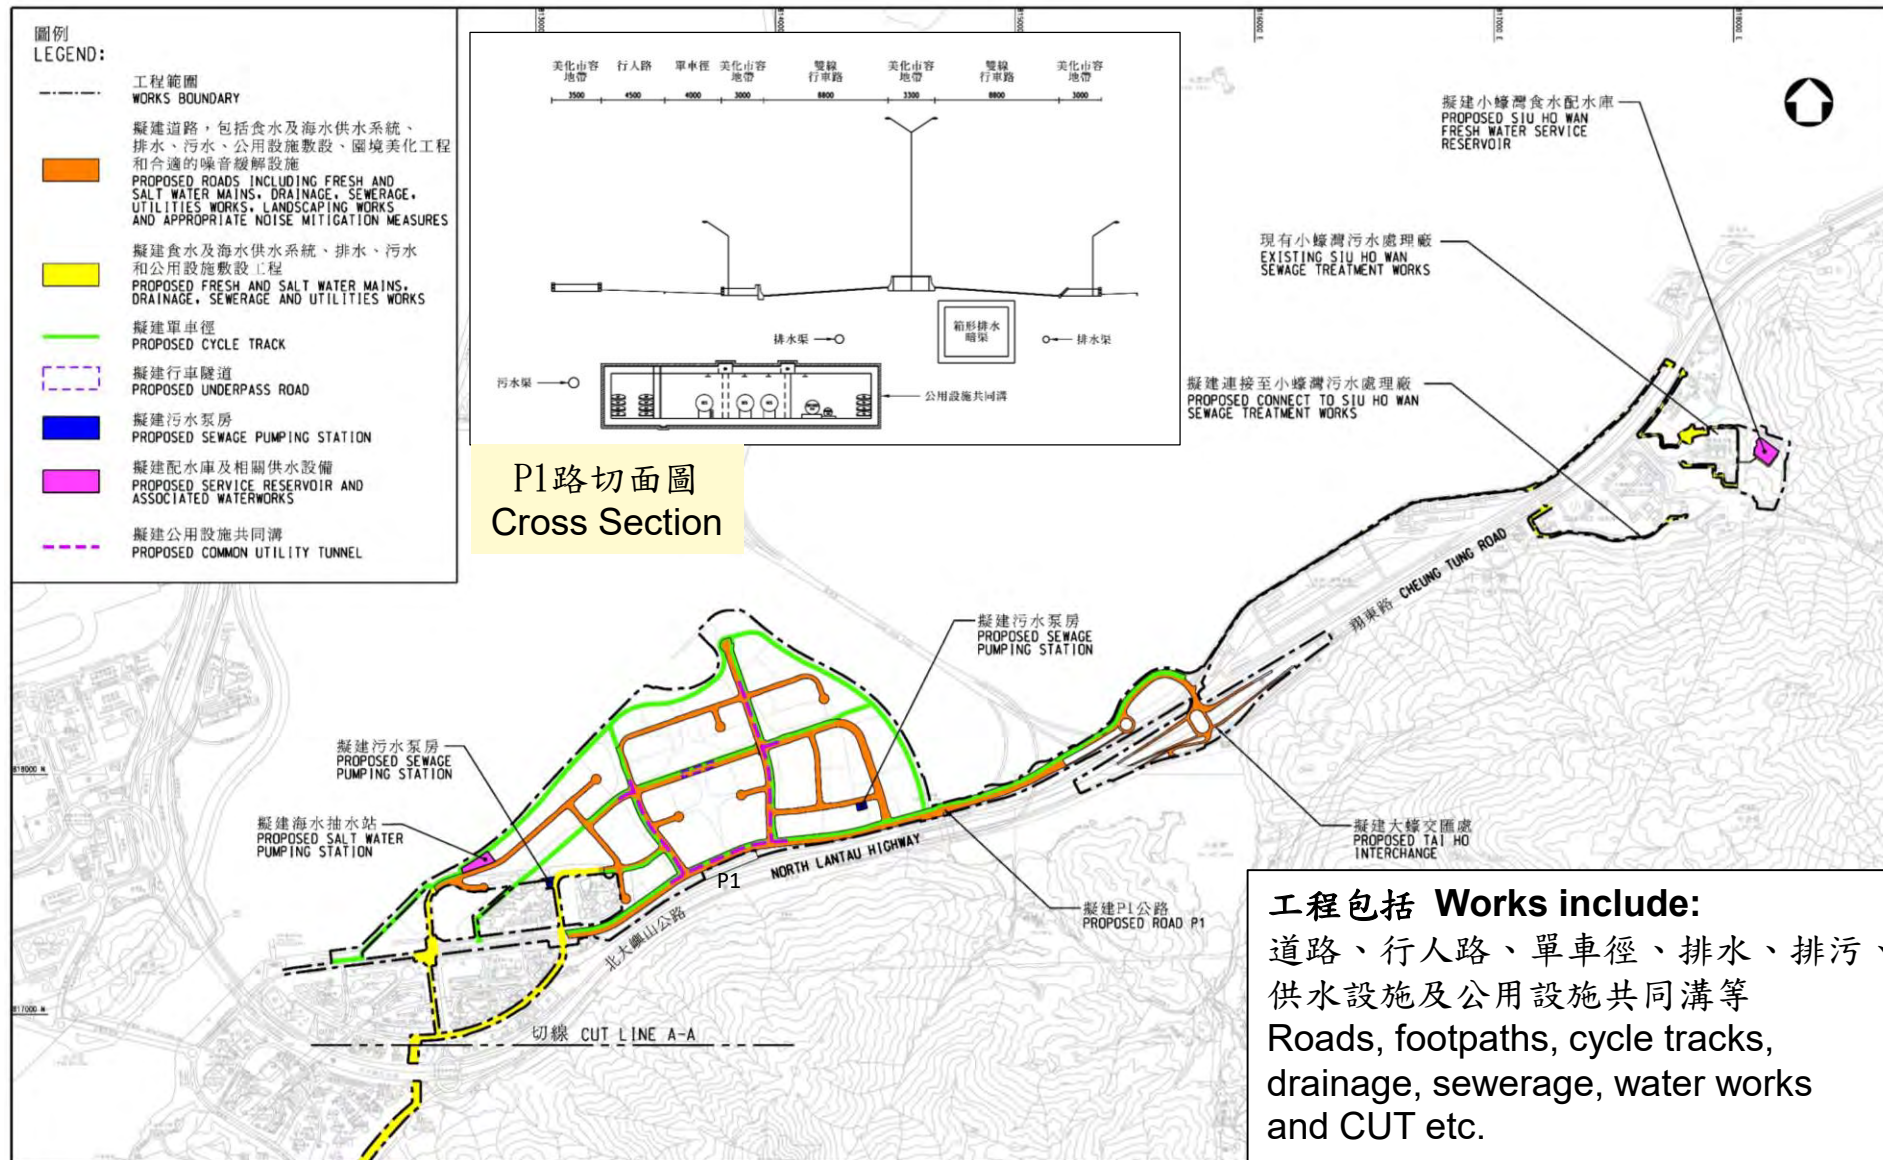 圖例
LEGEND:
工程範圍
WORKS BOUNDARY
擬建道路，包括食水及海水供水系統、
排水、污水、公用設施敷設、園境美化工程
和合適的噪音緩解設施
PROPOSED ROADS INCLUDING FRESH AND
SALT WATER MAINS, DRAINAGE, SEWERAGE,
UTILITIES WORKS, LANDSCAPING WORKS
AND APPROPRIATE NOISE MITIGATION MEASURES
擬建食水及海水供水系統、排水、污水
和公用設施敷設工程
PROPOSED FRESH AND SALT WATER MAINS,
DRAINAGE, SEWERAGE AND UTILITIES WORKS
擬建單車徑
PROPOSED CYCLE TRACK
擬建行車隧道
PROPOSED UNDERPASS ROAD
擬建污水泵房
PROPOSED SEWAGE PUMPING STATION
擬建配水庫及相關供水設備
PROPOSED SERVICE RESERVOIR AND
ASSOCIATED WATERWORKS
擬建公用設施共同溝
PROPOSED COMMON UTILITY TUNNEL
美化市容 行人路 單車徑 美化市容 雙線 美化市容 雙線 美化市容
地帶 地帶 行車路 地帶 行車路 地帶
3500 4500 4000 3000 8800 3300 8800 3000
箱形排水
暗渠
排水渠
排水渠
污水渠
公用設施共同溝
P1路切面圖
Cross Section
擬建小蠔灣食水配水庫
PROPOSED SIU HO WAN
FRESH WATER SERVICE
RESERVOIR
現有小蠔灣污水處理廠
EXISTING SIU HO WAN
SEWAGE TREATMENT WORKS
擬建連接至小蠔灣污水處理廠
PROPOSED CONNECT TO SIU HO WAN
SEWAGE TREATMENT WORKS
翔東路 CHEUNG TUNG ROAD
擬建污水泵房
PROPOSED SEWAGE
PUMPING STATION
擬建污水泵房
PROPOSED SEWAGE
PUMPING STATION
818000 N
擬建海水抽水站
PROPOSED SALT WATER
PUMPING STATION
擬建大蠔交匯處
PROPOSED TAI HO
INTERCHANGE
NORTH LANTAU HIGHWAY
P1
擬建P1公路
PROPOSED ROAD P1
北大嶼山公路
817000 N
切線 CUT LINE A-A
工程包括 Works include:
道路、行人路、單車徑、排水、排污、
供水設施及公用設施共同溝等
Roads, footpaths, cycle tracks,
drainage, sewerage, water works
and CUT etc.